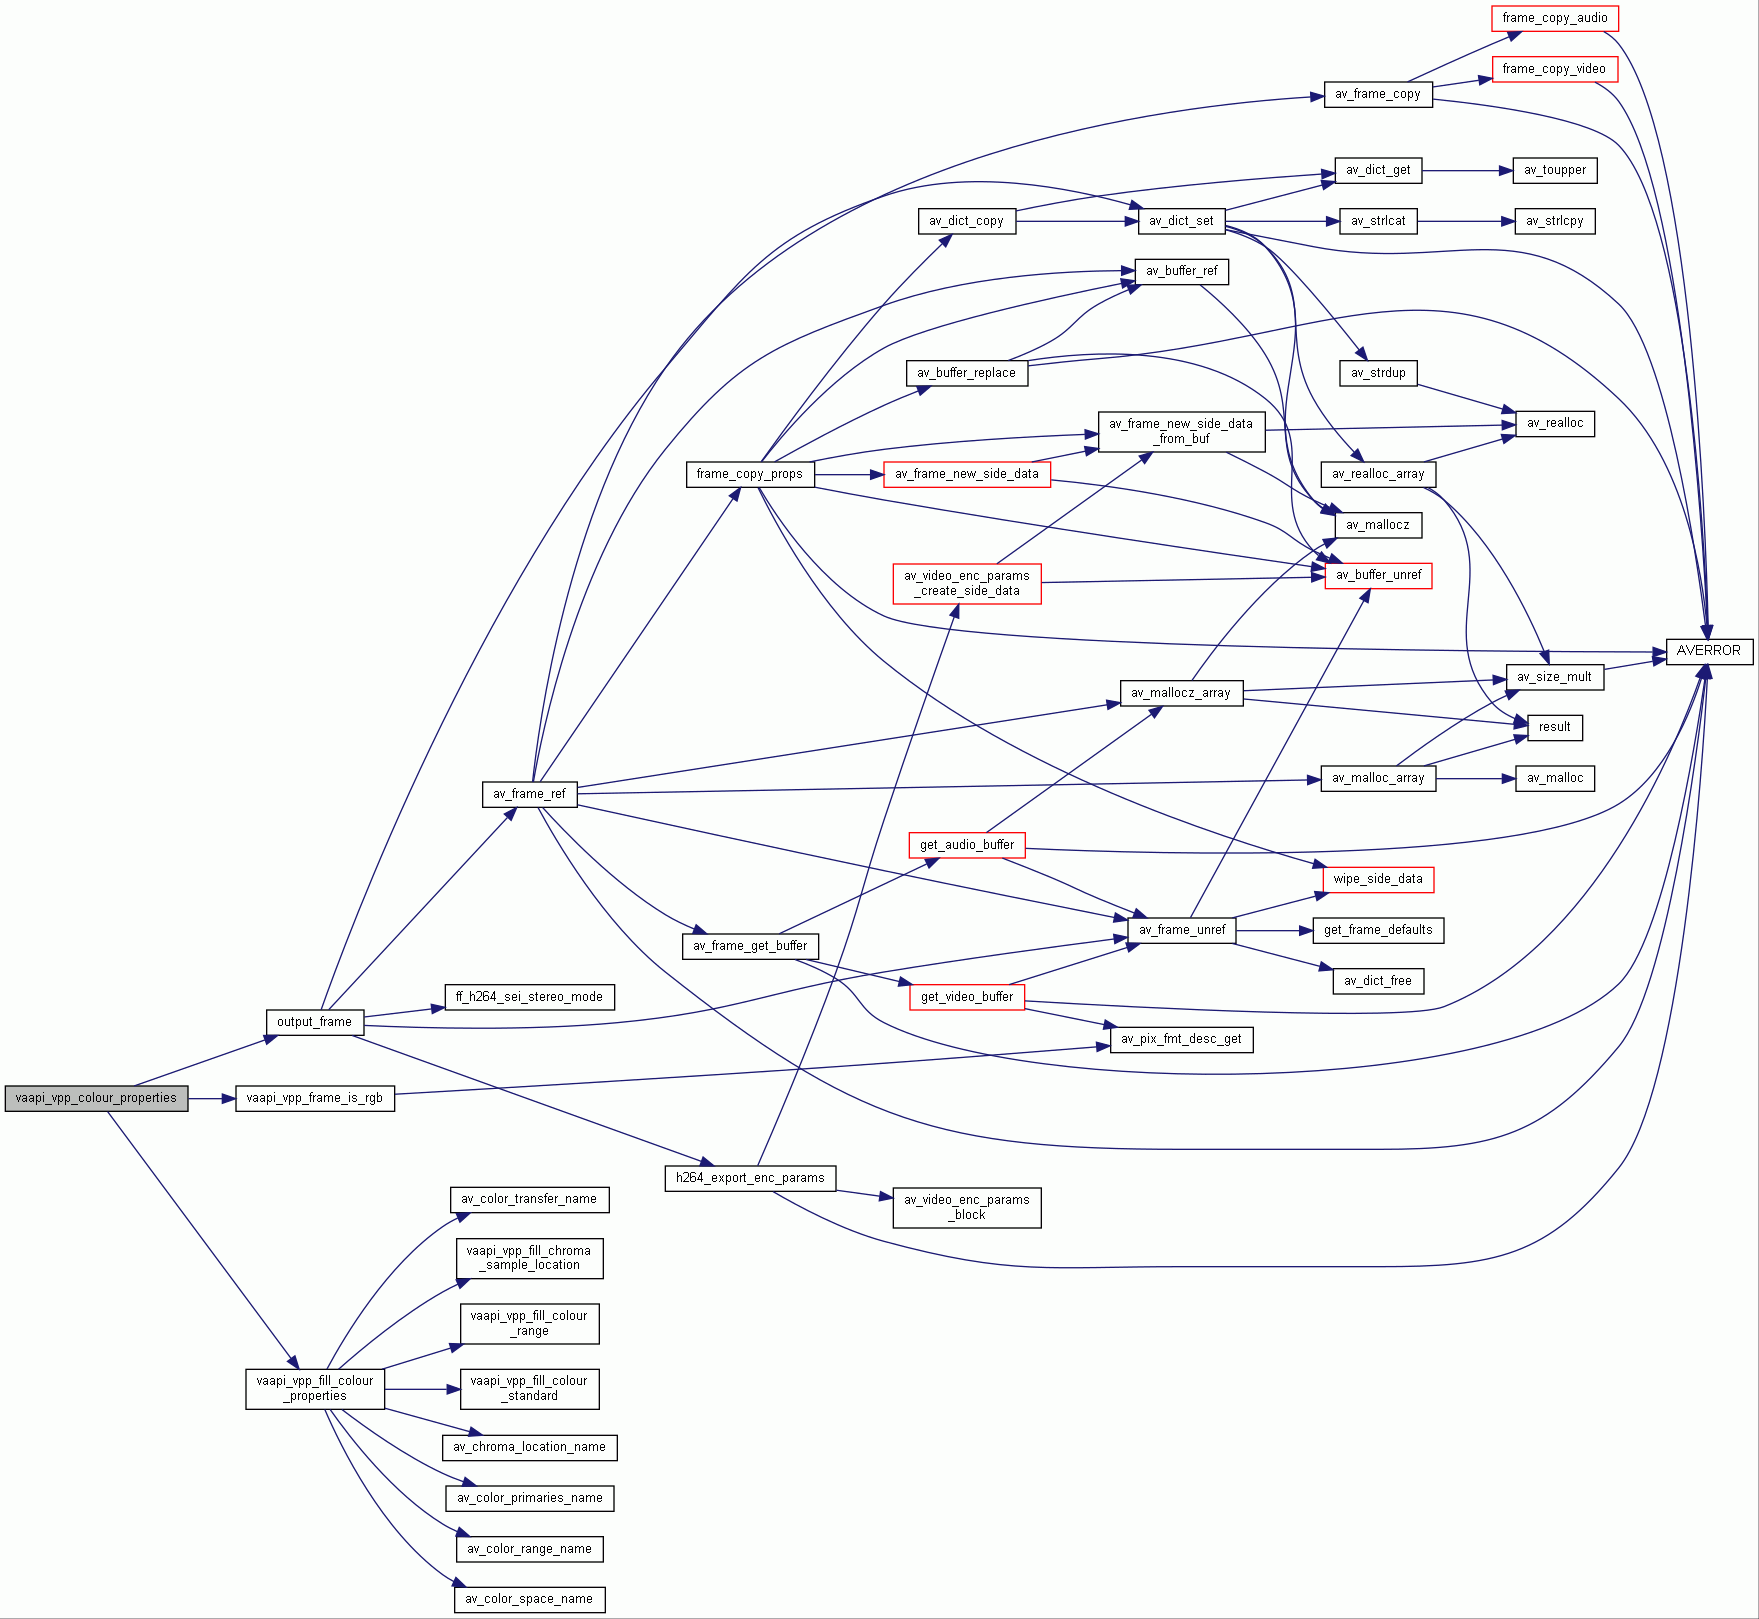 frame_copy_audio
frame_copy_video
av_frame_copy
av_dict_get
av_toupper
av_dict_copy
av_dict_set
av_strlcat
av_strlcpy
av_buffer_ref
av_buffer_replace
av_strdup
av_frame_new_side_data
_from_buf
av_realloc
frame_copy_props
av_frame_new_side_data
av_realloc_array
av_mallocz
av_video_enc_params
_create_side_data
av_buffer_unref
AVERROR
av_size_mult
av_mallocz_array
result
av_frame_ref
av_malloc_array
av_malloc
get_audio_buffer
wipe_side_data
av_frame_get_buffer
av_frame_unref
get_frame_defaults
av_dict_free
ff_h264_sei_stereo_mode
get_video_buffer
output_frame
av_pix_fmt_desc_get
vaapi_vpp_colour_properties
vaapi_vpp_frame_is_rgb
h264_export_enc_params
av_video_enc_params
_block
av_color_transfer_name
vaapi_vpp_fill_chroma
_sample_location
vaapi_vpp_fill_colour
_range
vaapi_vpp_fill_colour
_properties
vaapi_vpp_fill_colour
_standard
av_chroma_location_name
av_color_primaries_name
av_color_range_name
av_color_space_name